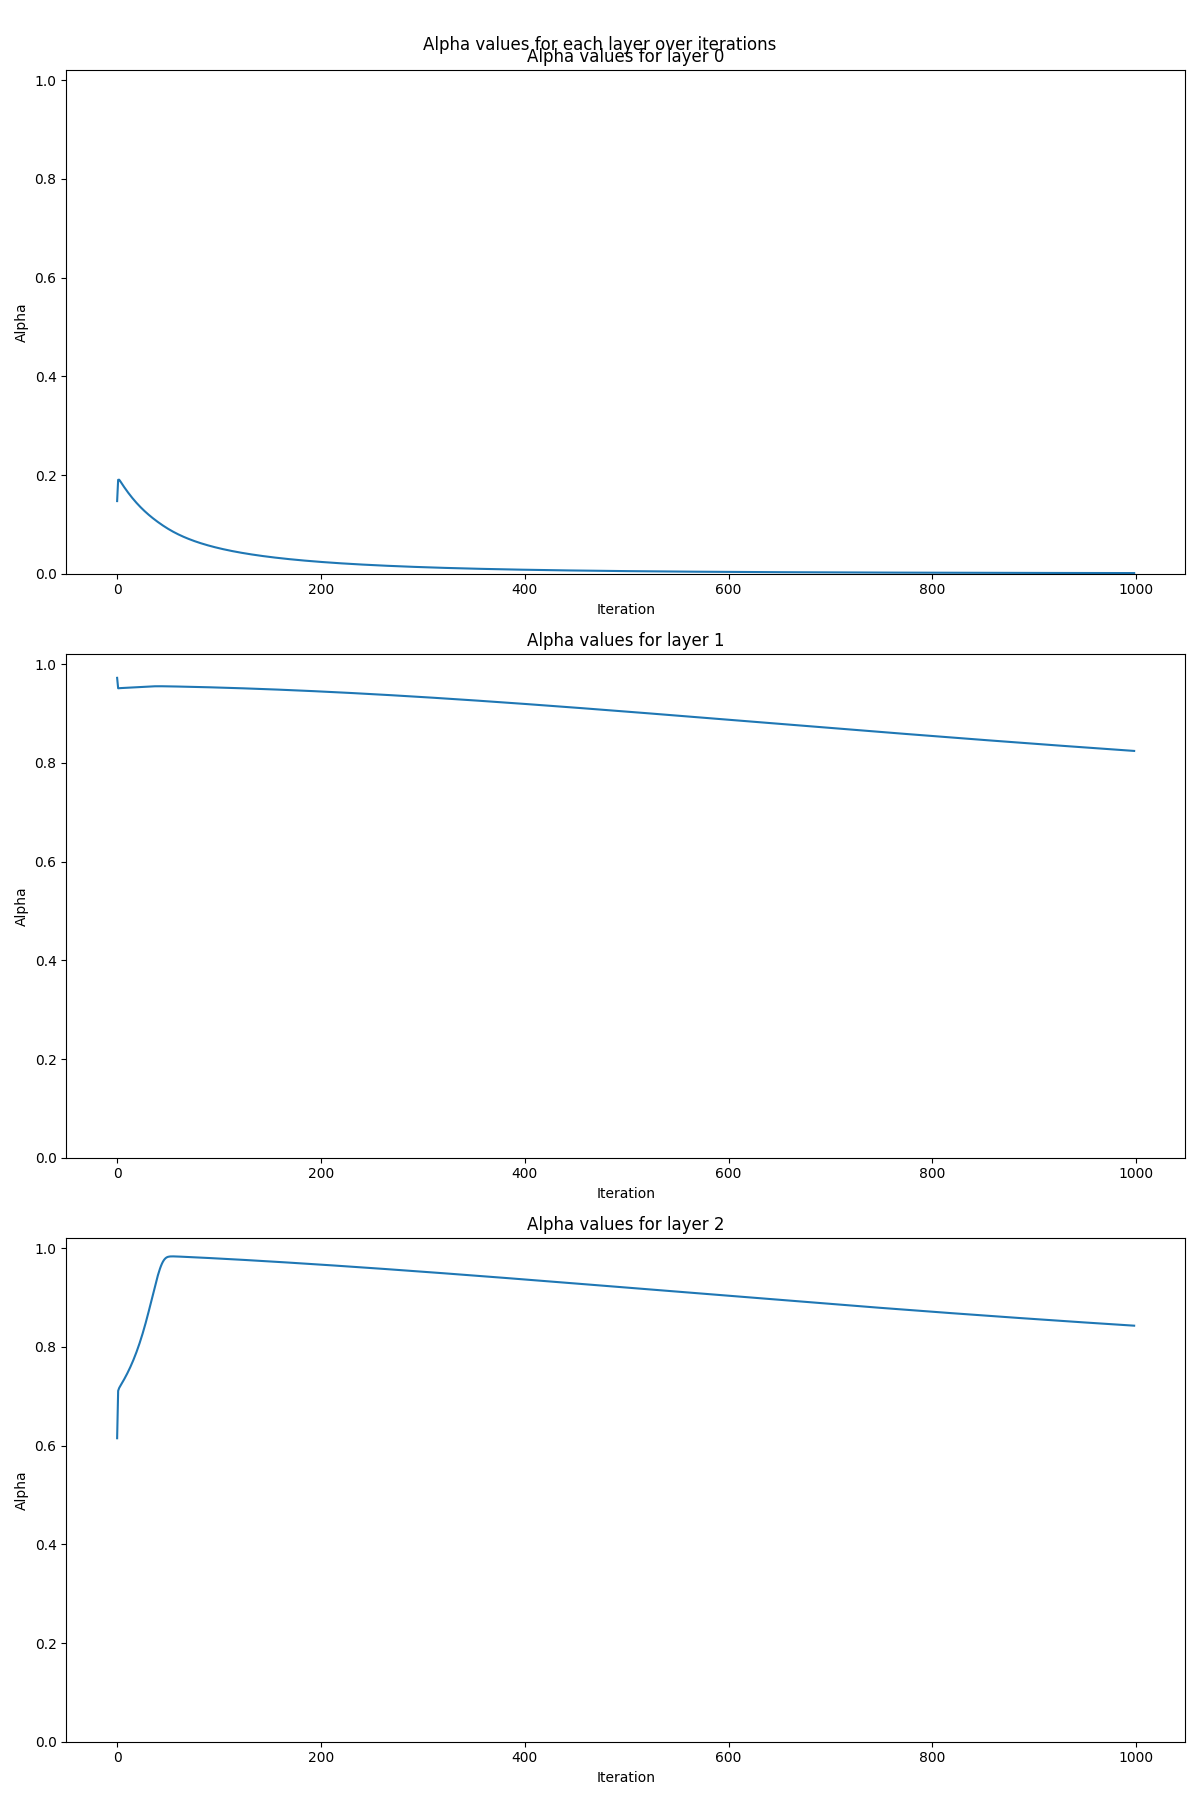 Alpha values for each layer over iterations
Alpha values for layer 0
1.0
0.8
0.6
0.4
0.2
0.0
Alpha
0 200 400 600 800 1000
Iteration
Alpha values for layer 1
1.0
0.8
0.6
0.4
0.2
0.0
Alpha
0 200 400 600 800 1000
Iteration
Alpha values for layer 2
1.0
0.8
0.6
0.4
0.2
0.0
Alpha
0 200 400 600 800 1000
Iteration